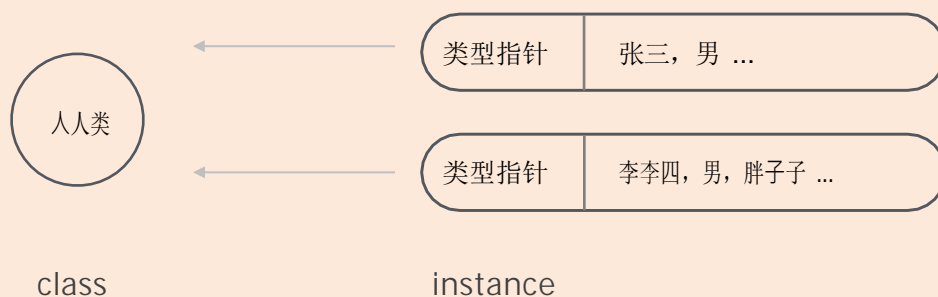 类型指针 张三，男 ...
人人类
类型指针 李李四，男，胖子子 ...
class instance